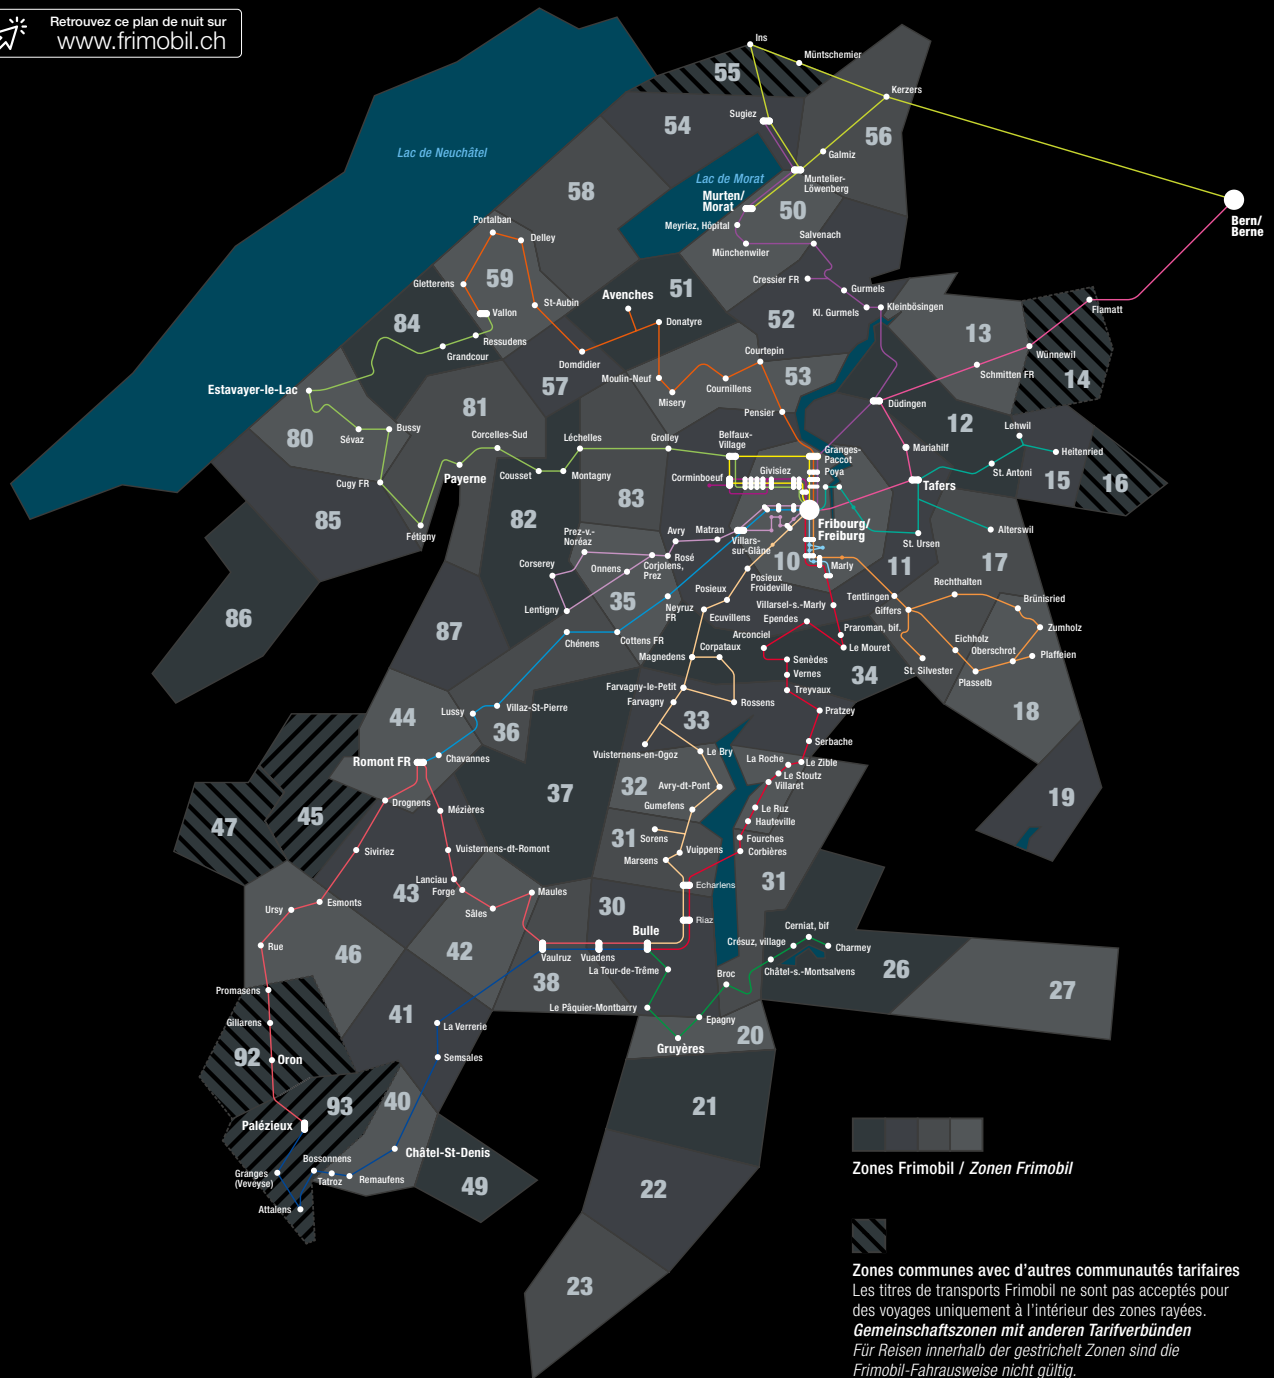 Retrouvez ce plan de nuit sur
www.frimobil.ch
Ins
Müntschemier
55
Kerzers
Sugiez
54
56
Galmiz
Lac de Neuchâtel
Lac de Morat
Muntelier-
Löwenberg
58
Murten/
Morat
50
Bern/
Berne
Portalban
Meyriez, Hôpital
Delley
Salvenach
Münchenwiler
59
Cressier FR
Gletterens
51
Gurmels
Avenches
St-Aubin
Kleinbösingen
Flamatt
Vallon
Kl. Gurmels
84
Donatyre
52
13
Ressudens
Grandcour
Wünnewil
Courtepin
Domdidier
Schmitten FR
53
14
Moulin-Neuf
Cournillens
57
Estavayer-le-Lac
Misery
81
Düdingen
Pensier
12
Lehwil
80
Bussy
Sévaz
Corcelles-Sud
Léchelles
Grolley
Belfaux-
Village
Granges-
Paccot
Mariahilf
Heitenried
Givisiez
Poya
St. Antoni
Cousset
Montagny
Corminboeuf
15
16
Payerne
Cugy FR
Tafers
83
85
82
Fribourg/
Freiburg
Fétigny
Prez-v.-
Noréaz
Avry
Matran
Alterswil
Villars-
sur-Glâne
St. Ursen
Rosé
Corserey
Onnens
Corjolens,
Prez
10
Marly
11
17
Posieux
Froideville
Rechthalten
Posieux
35
Tentlingen
Brünisried
Lentigny
Neyruz
FR
Villarsel-s.-Marly
Giffers
86
Ecuvillens
Ependes
Zumholz
87
Arconciel
Praroman, bif.
Chénens
Cottens FR
Eichholz
Oberschrot
Corpataux
Le Mouret
Plaffeien
Magnedens
Senèdes
St. Silvester
Vernes
34
Plasselb
Farvagny-le-Petit
Treyvaux
Farvagny
Rossens
44
Lussy
Villaz-St-Pierre
Pratzey
18
36
33
Serbache
Vuisternens-en-Ogoz
Le Bry
Romont FR
Chavannes
La Roche
Le Zible
Le Stoutz
Villaret
32
Avry-dt-Pont
37
19
Drognens
Mézières
Le Ruz
45
Gumefens
47
Hauteville
31
Sorens
Fourches
Siviriez
Vuisternens-dt-Romont
Vuippens
Corbières
Marsens
Lanciau
31
Forge
Echarlens
43
Maules
Esmonts
30
Ursy
Sâles
Riaz
Cerniat, bif
Bulle
Rue
Crésuz, village
Charmey
46
42
Vaulruz
Vuadens
La Tour-de-Trême
Châtel-s.-Montsalvens
26
Broc
38
27
Promasens
Le Pâquier-Montbarry
41
Epagny
Gillarens
La Verrerie
20
Gruyères
92
Oron
Semsales
93
40
21
Palézieux
Châtel-St-Denis
Bossonnens
Granges
(Veveyse)
Tatroz
Remaufens
49
22
Attalens
23
Zones Frimobil / Zonen Frimobil
Zones communes avec d'autres communautés tarifaires
Les titres de transports Frimobil ne sont pas acceptés pour
des voyages uniquement à l'intérieur des zones rayées.
Gemeinschaftszonen mit anderen Tarifverbünden
Für Reisen innerhalb der gestrichelt Zonen sind die
Frimobil-Fahrausweise nicht gültig.